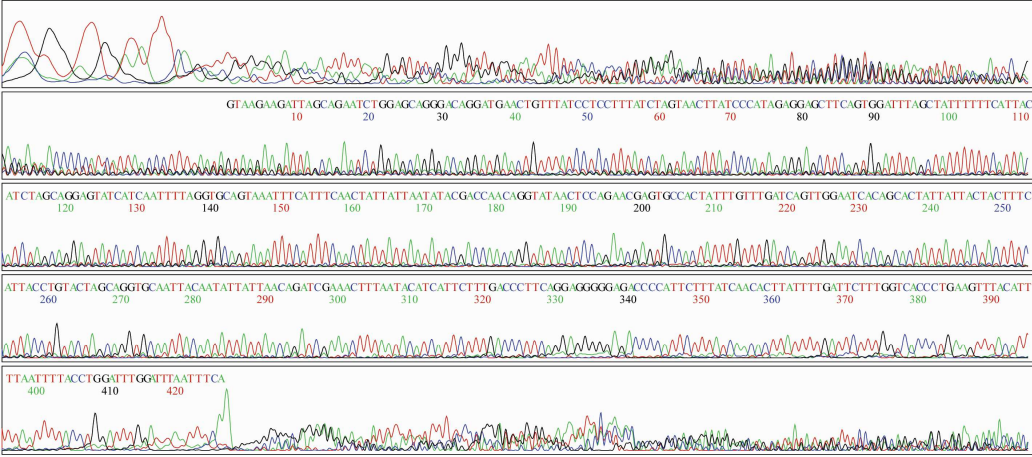 GTAAGAAGATTAGCAGAATCTGGAGCAGGGACAGGATGAACTGTTTATCCTCCTTTATCTAGTAACTTATCCCATAGAGGAGCTTCAGTGGATTTAGCTATTTTTTCATTAC
10 20 30 40 50 60 70 80 90 100 110
ATCTAGCAGGAGTATCATCAATTTTAGGTGCAGTAAATTTCATTTCAACTATTATTAATATACGACCAACAGGTATAACTCCAGAACGAGTGCCACTATTTGTTTGATCAGTTGGAATCACAGCACTATTATTACTACTTTC
120 130 140 150 160 170 180 190 200 210 220 230 240 250
ATTACCTGTACTAGCAGGTGCAATTACAATATTATTAACAGATCGAAACTTTAATACATCATTCTTTGACCCTTCAGGAGGGGGAGACCCCATTCTTTATCAACACTTATTTTGATTCTTTGGTCACCCTGAAGTTTACATT
260 270 280 290 300 310 320 330 340 350 360 370 380 390
TTAATTTTACCTGGATTTGGATTTAATTTCA
400 410 420